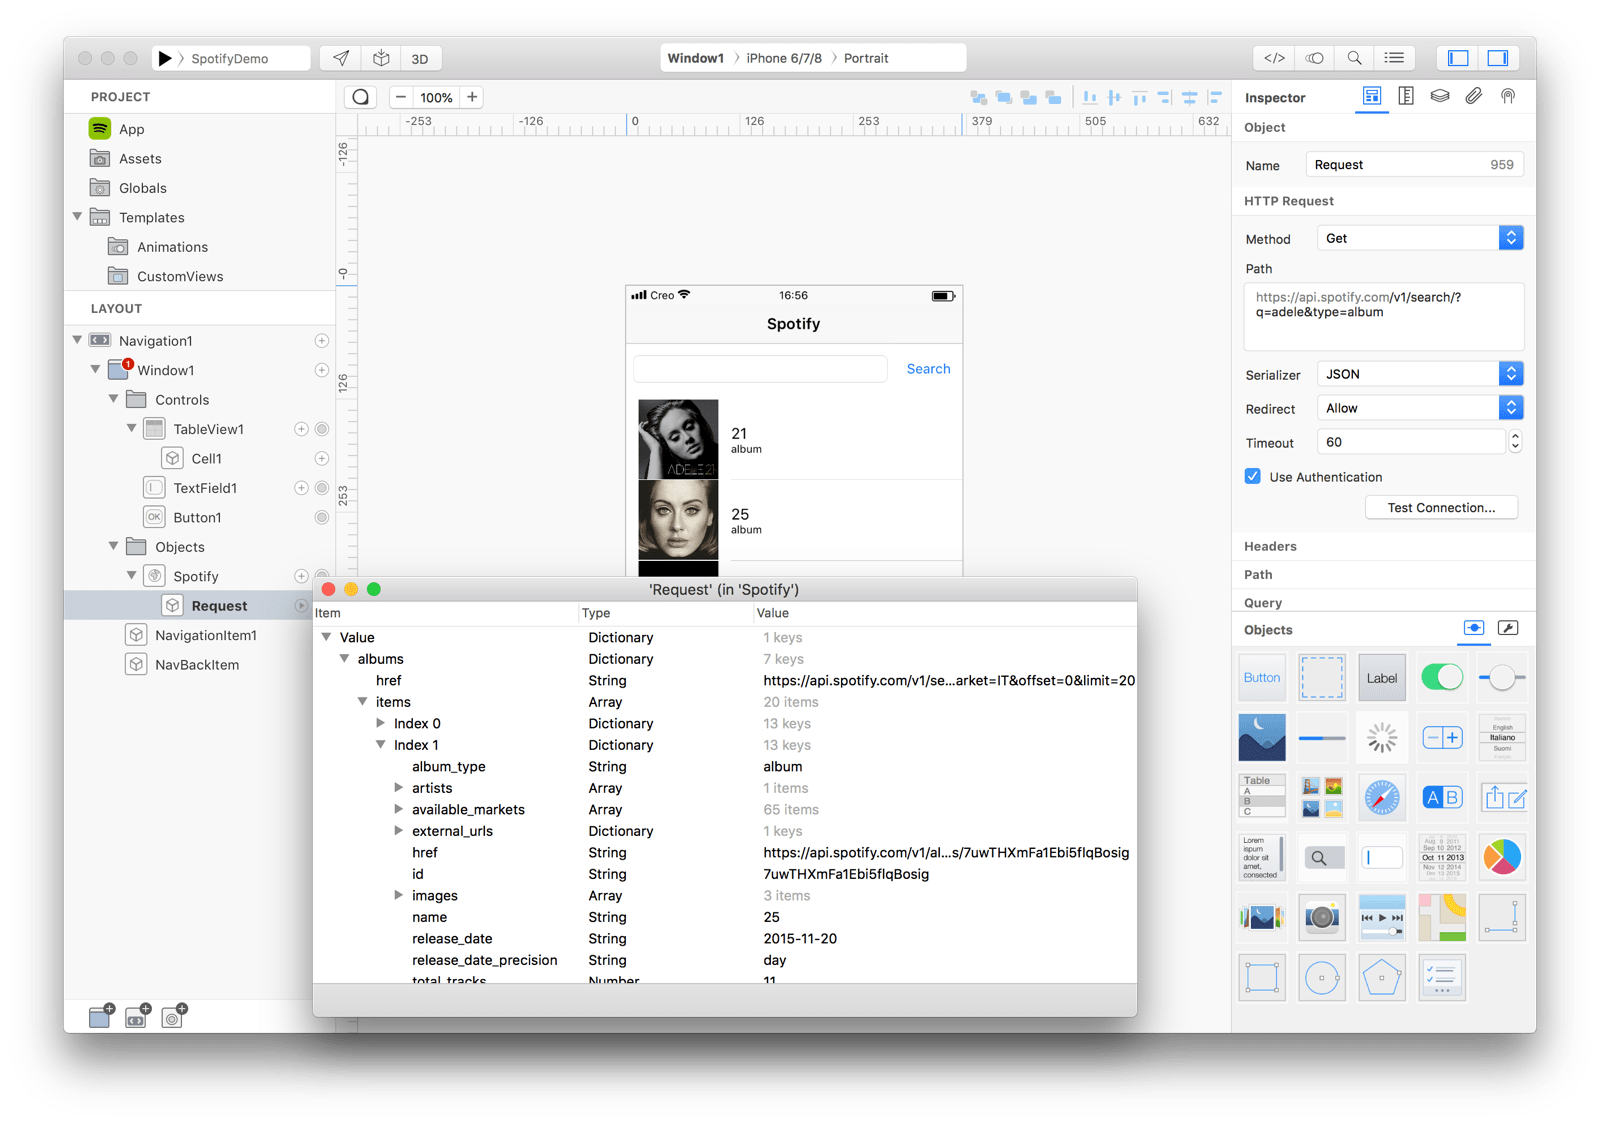 SpotifyDemo
3D
Window1 iPhone 6/7/8 Portrait
</>
PROJECT
App
Assets
Globals
Templates
Animations
CustomViews
LAYOUT
Navigation1
1
Window1
Controls
TableView1
Cell1
TextField1
OK
Button1
Objects
Spotify
Request
NavigationItem1
NavBackItem
100%
-253 -126 0 126 253 379 505 632
-126
-0
126
253
Creo 16:56
Spotify
Search
ADELE 21
21
album
25
album
'Request' (in 'Spotify')
Item Type Value
Value Dictionary 1 keys
albums Dictionary 7 keys
href String https://api.spotify.com/v1/se...arket=IT&offset=0&limit=20
items Array 20 items
Index 0 Dictionary 13 keys
Index 1 Dictionary 13 keys
album_type String album
artists Array 1 items
available_markets Array 65 items
external_urls Dictionary 1 keys
href String https://api.spotify.com/v1/al...s/7uwTHXmFa1Ebi5flqBosig
id String 7uwTHXmFa1Ebi5flqBosig
images Array 3 items
name String 25
release_date String 2015-11-20
release_date_precision String day
total_tracks Number 11
Inspector
Object
Name Request 959
HTTP Request
Method Get
Path
https://api.spotify.com/v1/search/?
q=adele&type=album
Serializer JSON
Redirect Allow
Timeout 60
Use Authentication
Test Connection...
Headers
Path
Query
Objects
Button
Label
English
Italiano
Suomi
Table
A
B
C
A B
Lorem
ispum
dolor sit
amet,
consected
Sep 10 2012
Oct 11 2013
Nov 12 2014